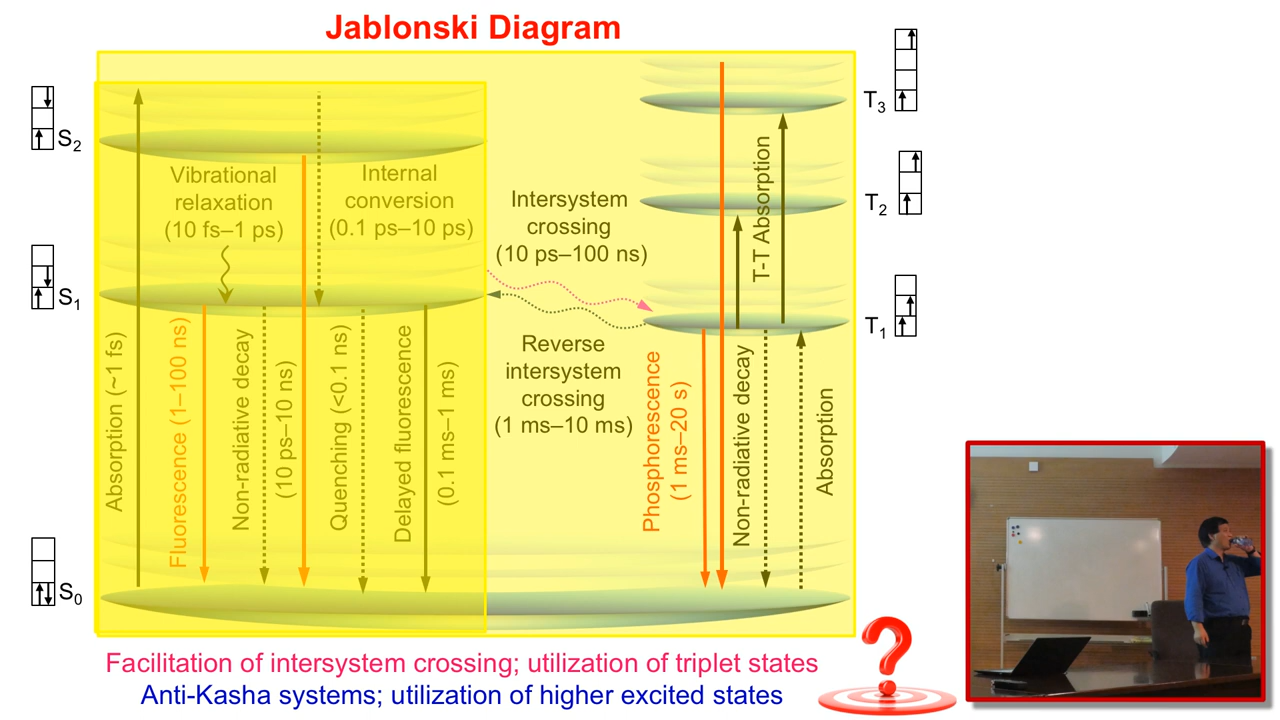 Jablonski Diagram
S2
S1
S0
T3
T2
T1
Vibrational
relaxation
(10 fs–1 ps)
Internal
conversion
(0.1 ps–10 ps)
Intersystem
crossing
(10 ps–100 ns)
T-T Absorption
Reverse
intersystem
crossing
(1 ms–10 ms)
Absorption (~1 fs)
Fluorescence (1–100 ns)
Non-radiative decay
(10 ps–10 ns)
Quenching (<0.1 ns)
Delayed fluorescence
(0.1 ms–1 ms)
Phosphorescence
(1 ms–20 s)
Non-radiative decay
Absorption
Facilitation of intersystem crossing; utilization of triplet states
Anti-Kasha systems; utilization of higher excited states
?